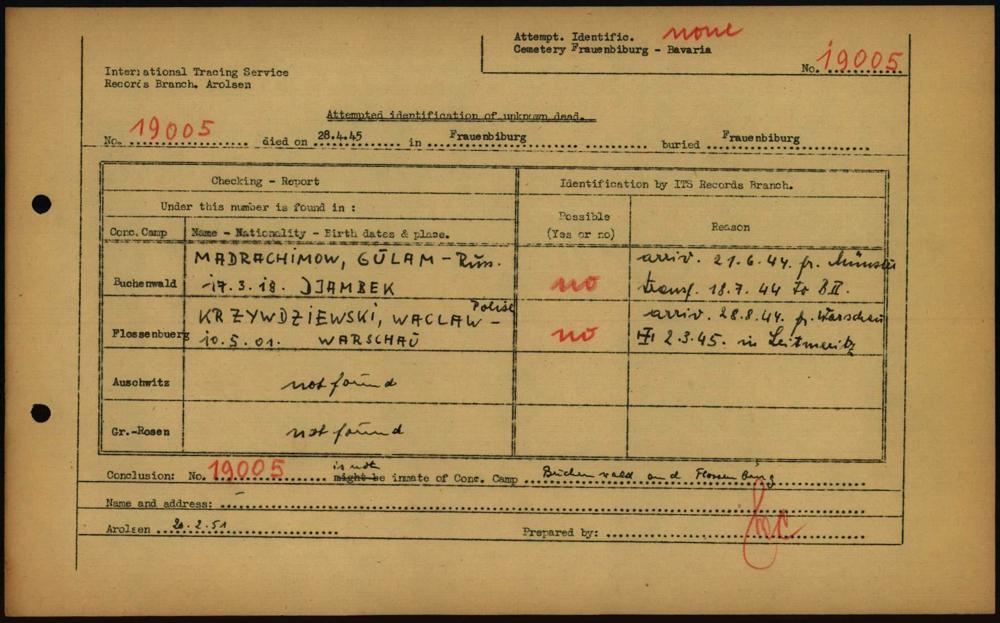 Attempt. Identific. none
Cemetery Frauenbiburg - Bavaria
No. 19005
International Tracing Service
Records Branch. Arolsen
Attempted identification of unknown dead.
No. 19005 died on 28.4.45 in Frauenbiburg buried Frauenbiburg
Checking - Report
Identification by ITS Records Branch.
Under this number is found in :
Possible
(Yes or no)
Reason
Conc. Camp
Name - Nationality - Birth dates & place.
Buchenwald
MADRACHIMOW, GÜLAM - Russ.
17.3.18. DJAMBEK
no
arriv. 21.6.44. fr. Münster
transf. 18.7.44 to B.II.
Flossenbuerg
KRZYWDZIEWSKI, WACLAW - Polish
10.5.01. WARSCHAU
no
arriv. 28.8.44. fr. Warschau
2.3.45. in Leitmeritz
Auschwitz
not found
Gr.-Rosen
not found
Conclusion: No. 19005 is not might be inmate of Conc. Camp Buchenwald and Flossenbürg
Name and address: -
Arolsen 20.2.51
Prepared by: